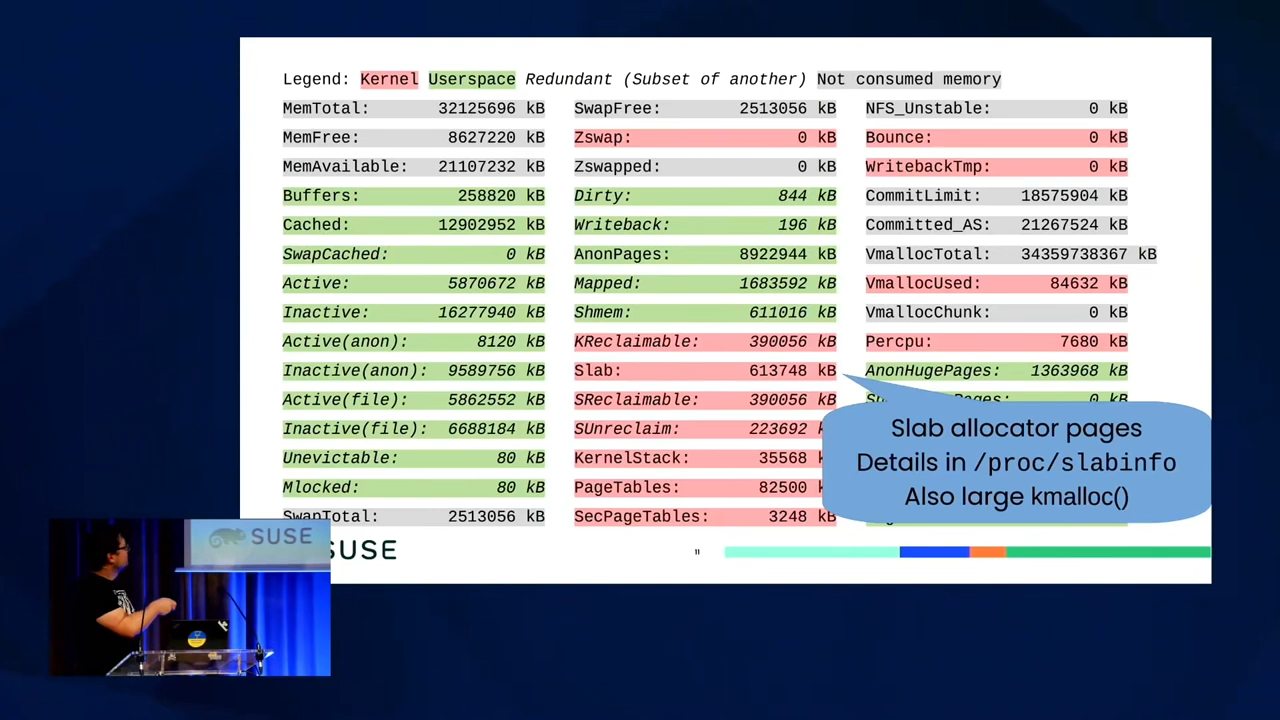 Legend: Kernel Userspace Redundant (Subset of another) Not consumed memory
MemTotal: 32125696 kB
MemFree: 8627220 kB
MemAvailable: 21107232 kB
Buffers: 258820 kB
Cached: 12902952 kB
SwapCached: 0 kB
Active: 5870672 kB
Inactive: 16277940 kB
Active(anon): 8120 kB
Inactive(anon): 9589756 kB
Active(file): 5862552 kB
Inactive(file): 6688184 kB
Unevictable: 80 kB
Mlocked: 80 kB
SwapTotal: 2513056 kB
SwapFree: 2513056 kB
Zswap: 0 kB
Zswapped: 0 kB
Dirty: 844 kB
Writeback: 196 kB
AnonPages: 8922944 kB
Mapped: 1683592 kB
Shmem: 611016 kB
KReclaimable: 390056 kB
Slab: 613748 kB
SReclaimable: 390056 kB
SUnreclaim: 223692
KernelStack: 35568
PageTables: 82500
SecPageTables: 3248 kB
NFS_Unstable: 0 kB
Bounce: 0 kB
WritebackTmp: 0 kB
CommitLimit: 18575904 kB
Committed_AS: 21267524 kB
VmallocTotal: 34359738367 kB
VmallocUsed: 84632 kB
VmallocChunk: 0 kB
Percpu: 7680 kB
AnonHugePages: 1363968 kB
0 kB
Slab allocator pages
Details in /proc/slabinfo
Also large kmalloc()
SUSE
11
SUSE